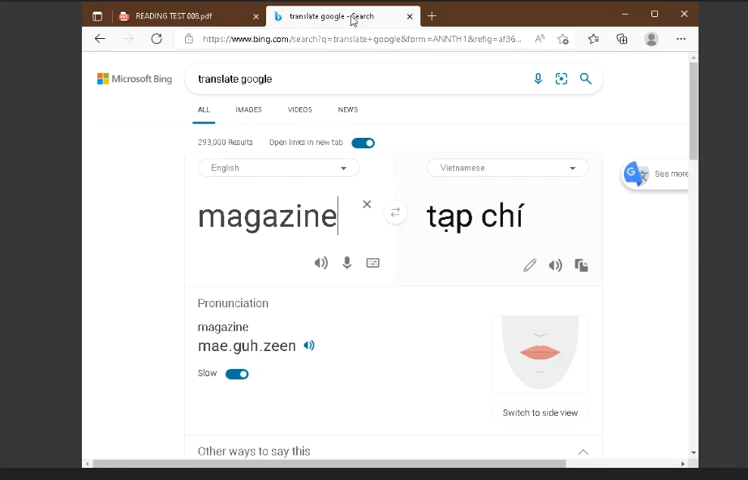 READING TEST 008.pdf
translate google - Search
https://www.bing.com/search?q=translate+google&form=ANNTH1&refig=af36...
Microsoft Bing
translate google
ALL
IMAGES
VIDEOS
NEWS
293,000 Results
Open links in new tab
English
Vietnamese
See more
magazine
tạp chí
Pronunciation
magazine
mae.guh.zeen
Slow
Switch to side view
Other ways to say this